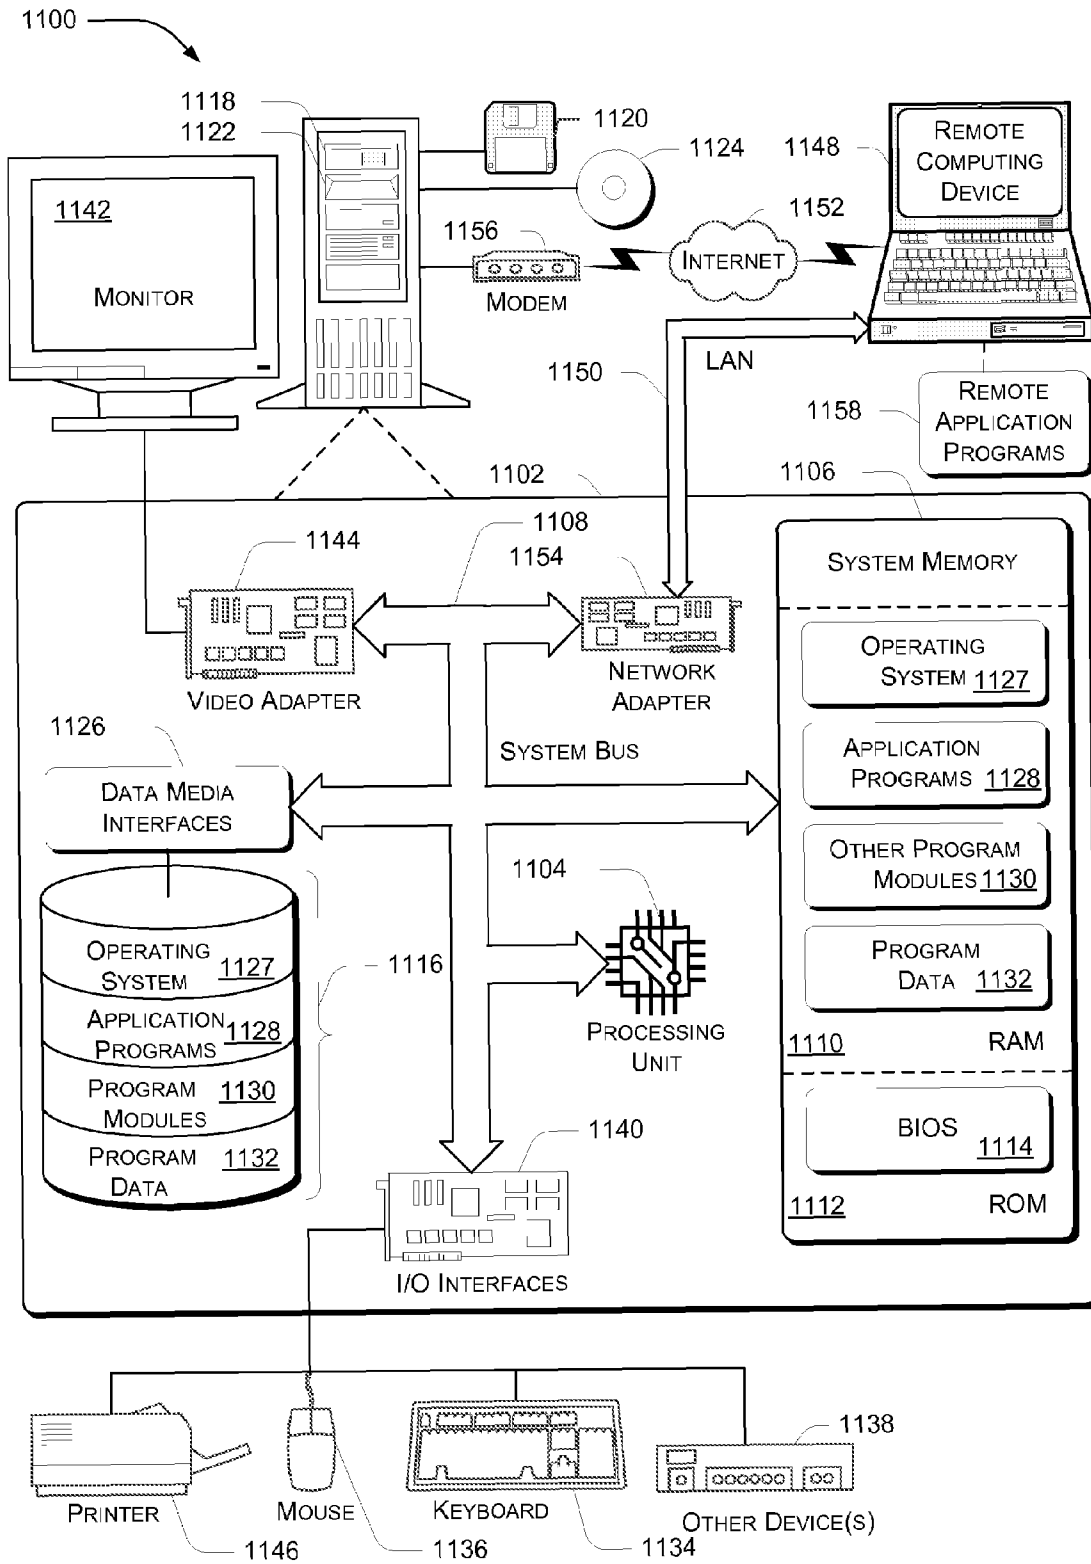 1100
1118
1122
1120
1124
1142
MONITOR
1156
MODEM
1152
INTERNET
1148
REMOTE
COMPUTING
DEVICE
LAN
1150
1158
REMOTE
APPLICATION
PROGRAMS
1102
1106
1108
1144
1154
VIDEO ADAPTER
NETWORK
ADAPTER
SYSTEM MEMORY
OPERATING
SYSTEM 1127
APPLICATION
PROGRAMS 1128
OTHER PROGRAM
MODULES 1130
PROGRAM
DATA 1132
1110 RAM
BIOS
1114
1112 ROM
1126
DATA MEDIA
INTERFACES
SYSTEM BUS
1104
PROCESSING
UNIT
OPERATING
SYSTEM 1127
APPLICATION
PROGRAMS 1128
PROGRAM
MODULES 1130
PROGRAM
DATA 1132
1116
1140
I/O INTERFACES
PRINTER
1146
MOUSE
1136
KEYBOARD
1134
1138
OTHER DEVICE(S)